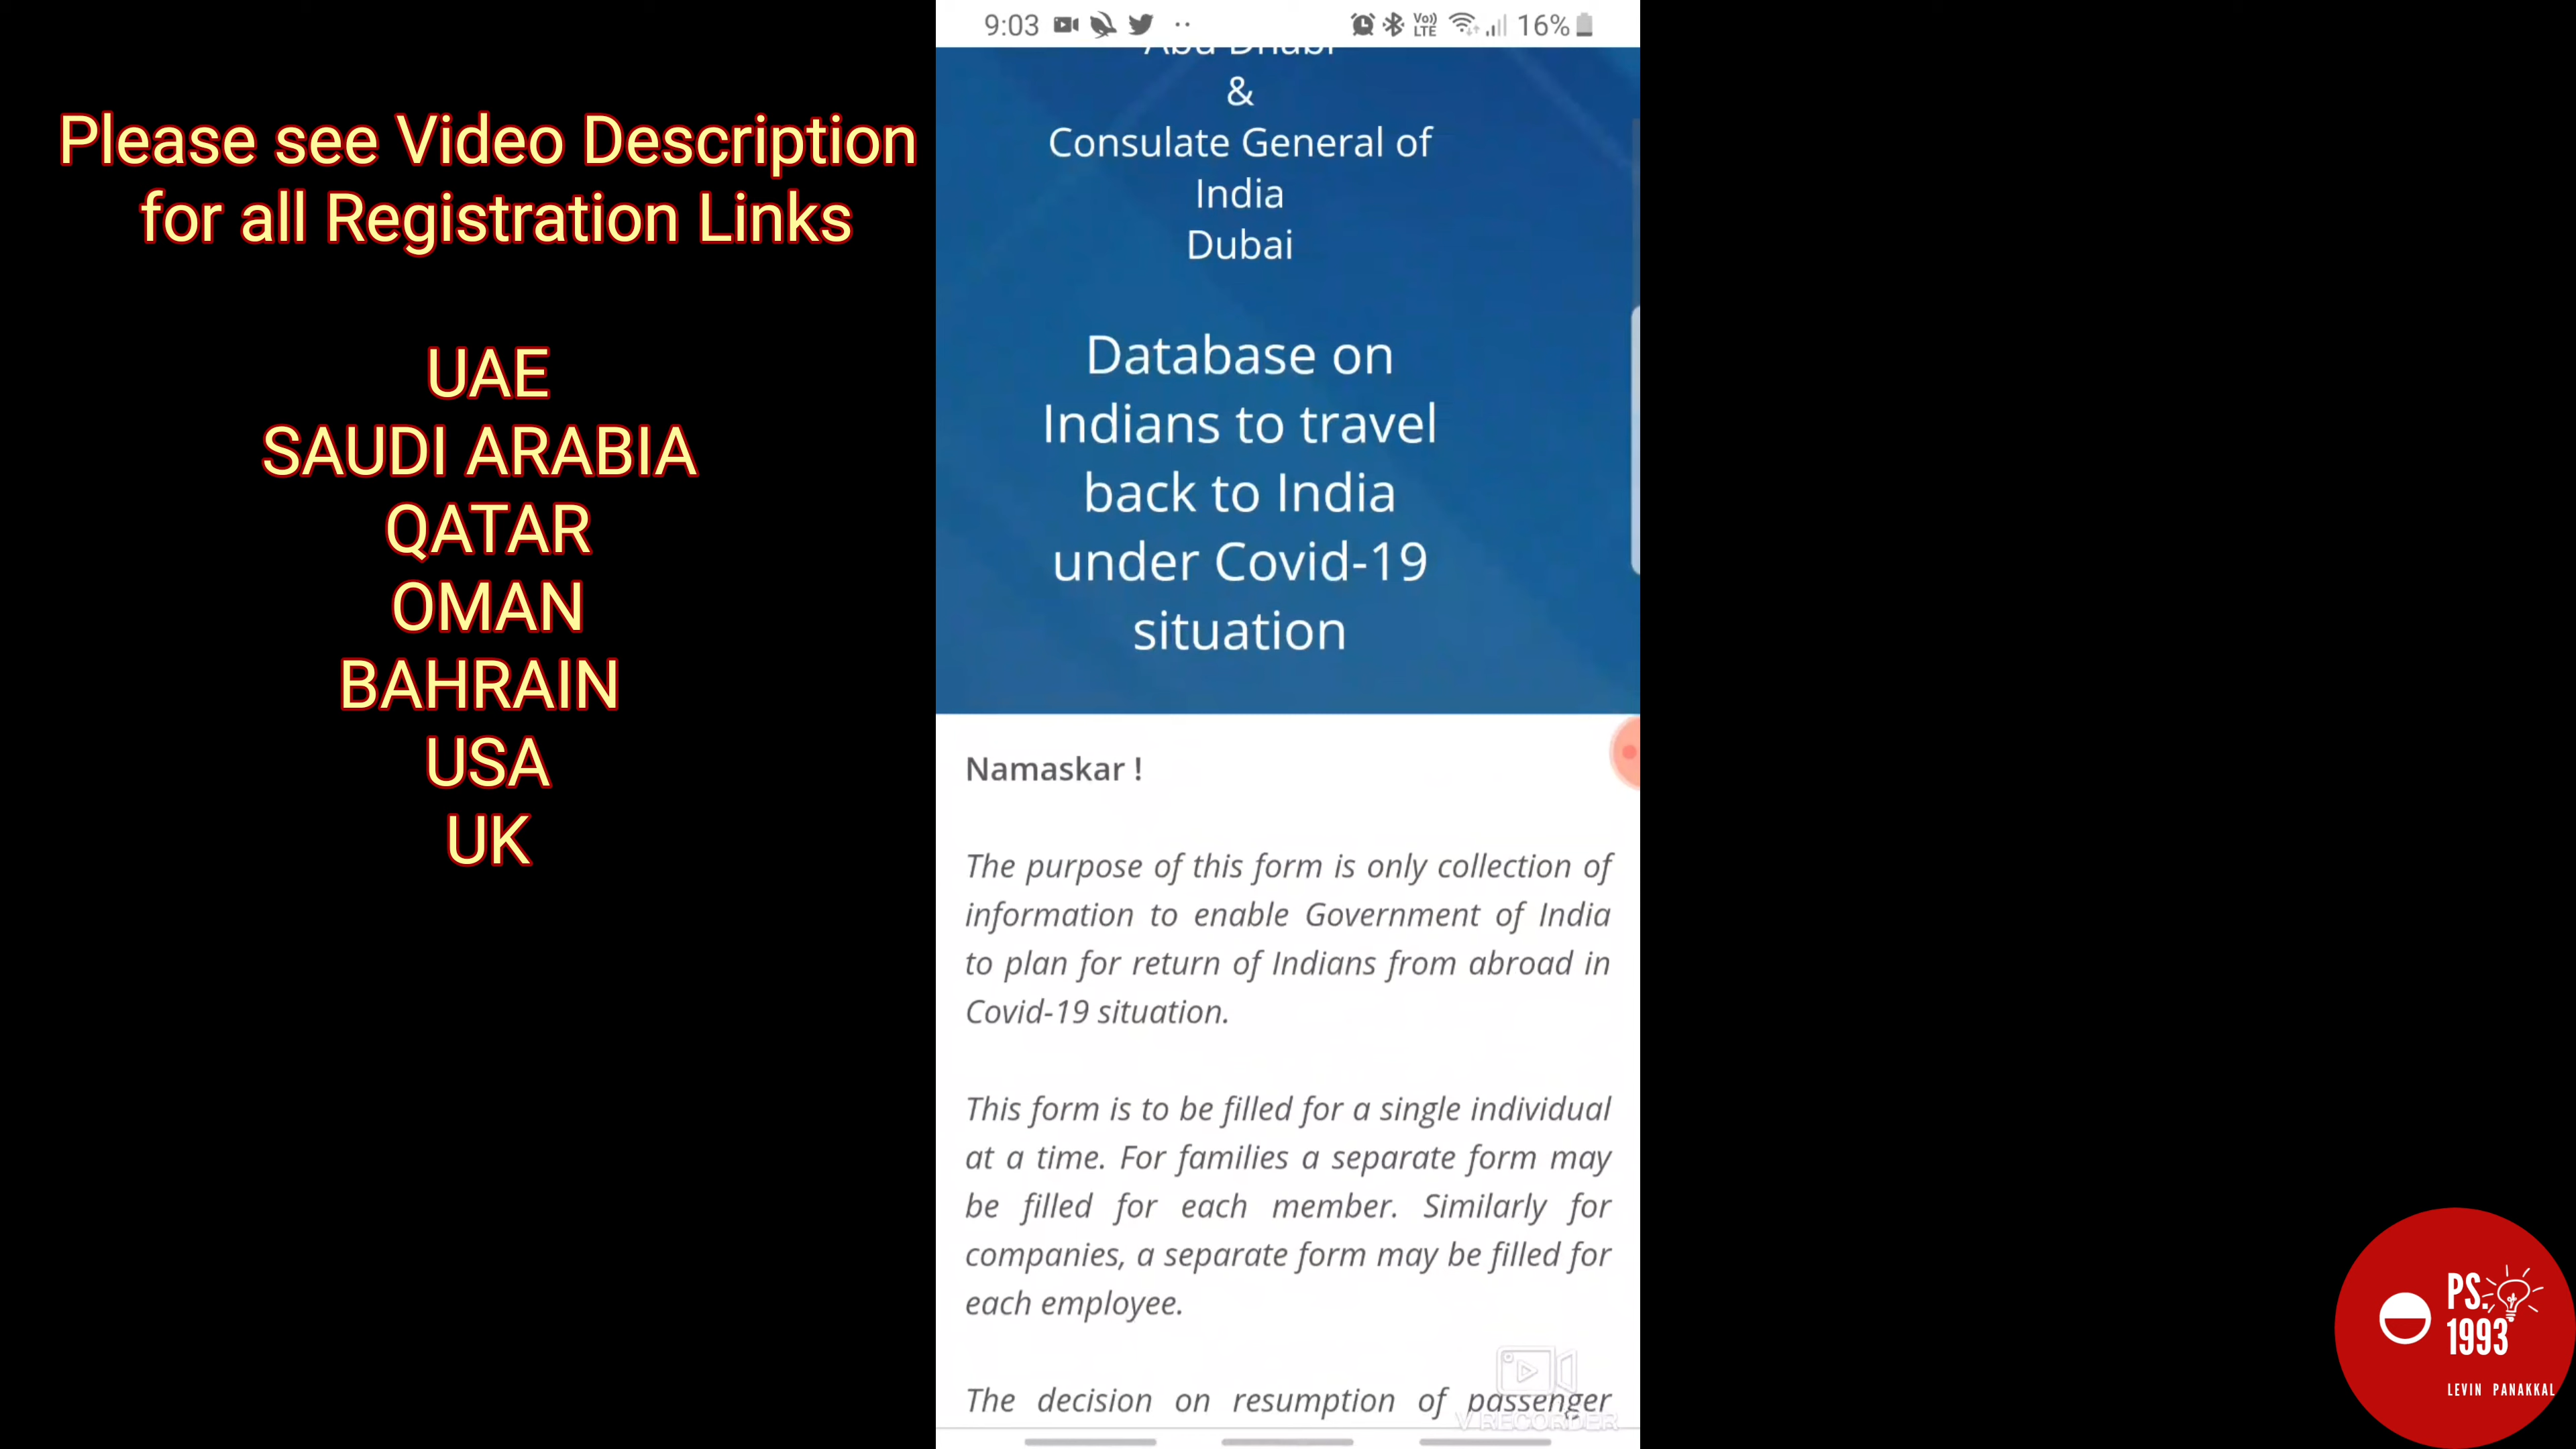 Please see Video Description
for all Registration Links
UAE
SAUDI ARABIA
QATAR
OMAN
BAHRAIN
USA
UK
9:03
Vo))
LTE
16%
Abu Dhabi
&
Consulate General of
India
Dubai
Database on
Indians to travel
back to India
under Covid-19
situation
Namaskar !
The purpose of this form is only collection of
information to enable Government of India
to plan for return of Indians from abroad in
Covid-19 situation.
This form is to be filled for a single individual
at a time. For families a separate form may
be filled for each member. Similarly for
companies, a separate form may be filled for
each employee.
The decision on resumption of passenger
V RECORDER
PS.
1993
LEVIN PANAKKAL